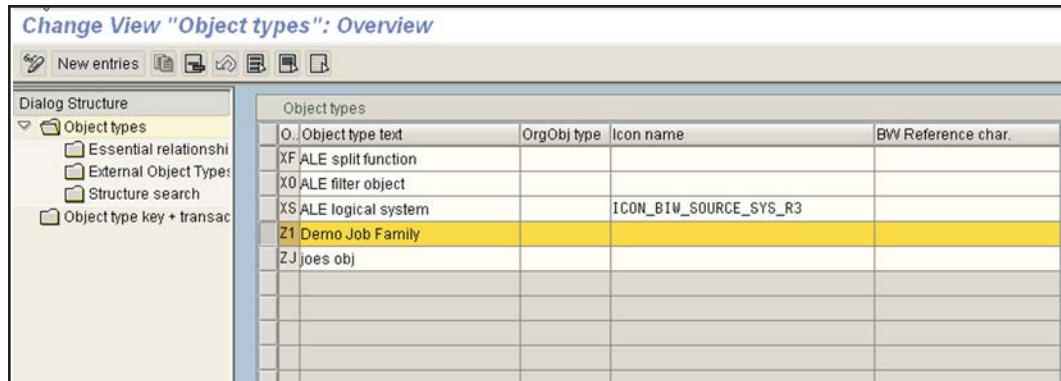 Change View "Object types": Overview
New entries
Dialog Structure
Object types
Essential relationshi
External Object Types
Structure search
Object type key + transac
Object types
O.. Object type text OrgObj type Icon name BW Reference char.
XF ALE split function
XO ALE filter object
XS ALE logical system ICON_BIW_SOURCE_SYS_R3
Z1 Demo Job Family
ZJ joes obj